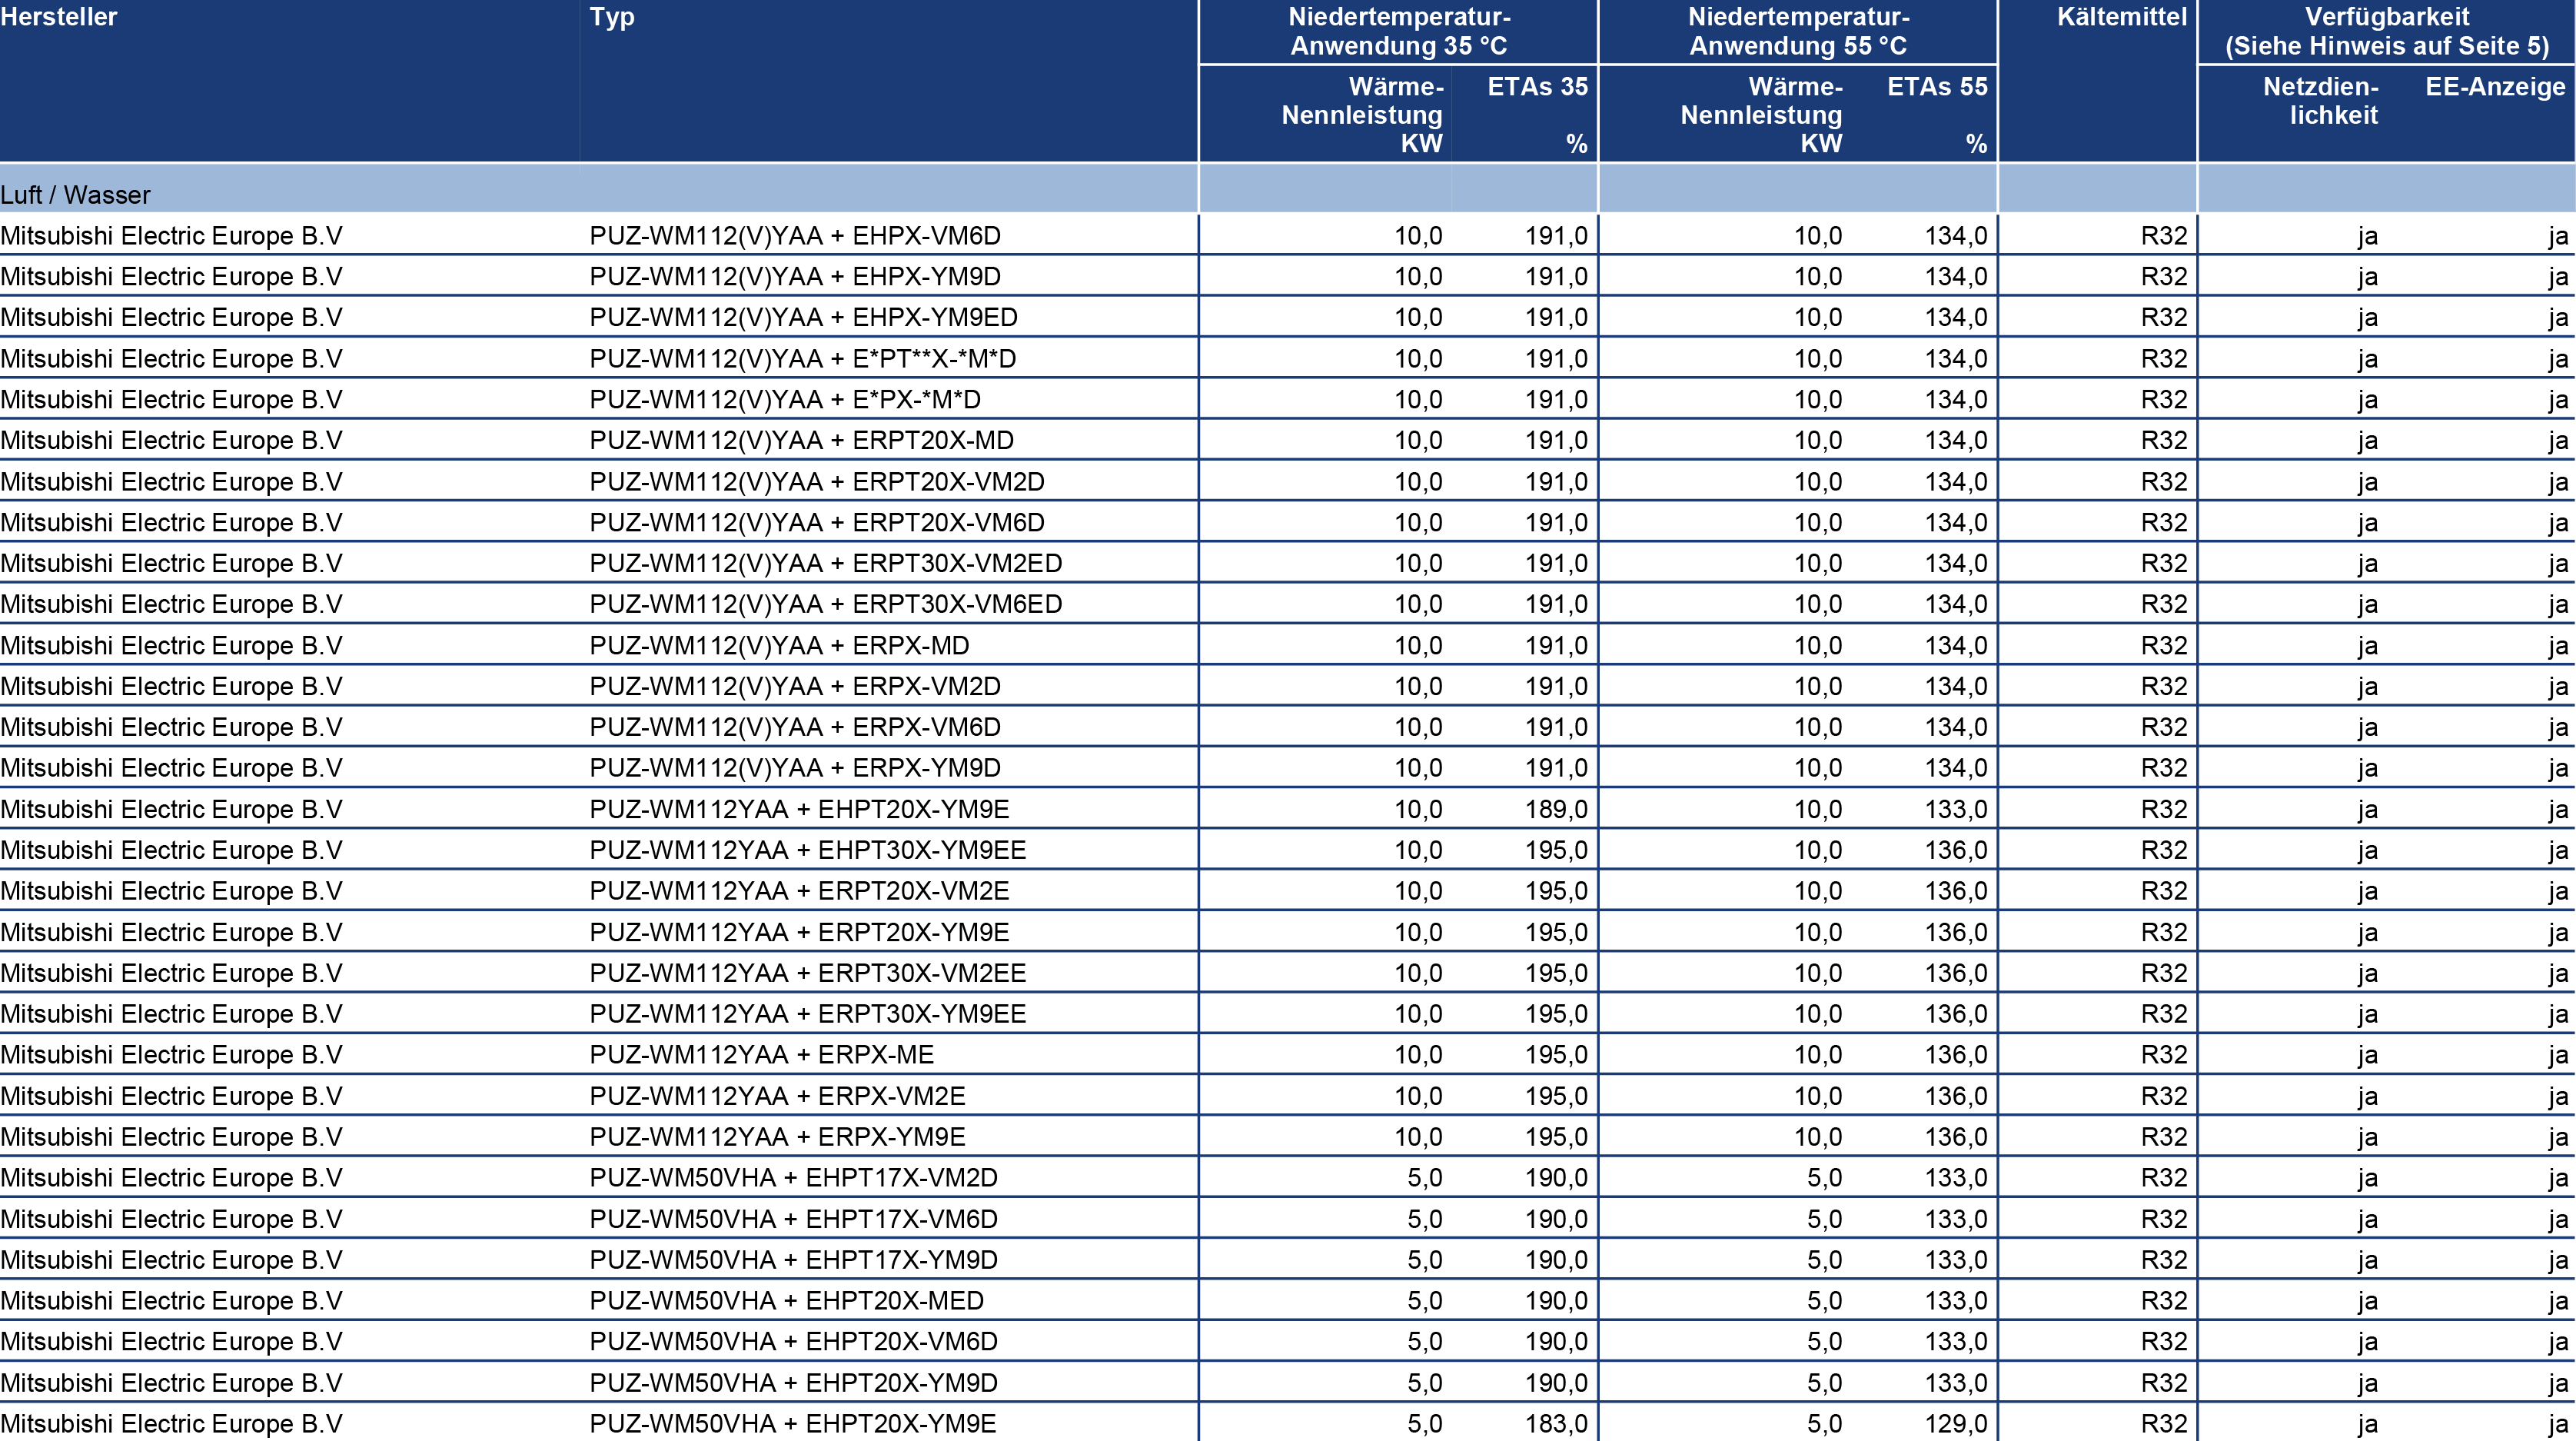 Hersteller Typ Niedertemperatur- Niedertemperatur- Kältemittel Verfügbarkeit
Anwendung 35 °C Anwendung 55 °C (Siehe Hinweis auf Seite 5)
Wärme- ETAs 35 Wärme- ETAs 55 Netzdien- EE-Anzeige
Nennleistung Nennleistung lichkeit
KW % KW %
Luft / Wasser
Mitsubishi Electric Europe B.V PUZ-WM112(V)YAA + EHPX-VM6D 10,0 191,0 10,0 134,0 R32 ja ja
Mitsubishi Electric Europe B.V PUZ-WM112(V)YAA + EHPX-YM9D 10,0 191,0 10,0 134,0 R32 ja ja
Mitsubishi Electric Europe B.V PUZ-WM112(V)YAA + EHPX-YM9ED 10,0 191,0 10,0 134,0 R32 ja ja
Mitsubishi Electric Europe B.V PUZ-WM112(V)YAA + E*PT**X-*M*D 10,0 191,0 10,0 134,0 R32 ja ja
Mitsubishi Electric Europe B.V PUZ-WM112(V)YAA + E*PX-*M*D 10,0 191,0 10,0 134,0 R32 ja ja
Mitsubishi Electric Europe B.V PUZ-WM112(V)YAA + ERPT20X-MD 10,0 191,0 10,0 134,0 R32 ja ja
Mitsubishi Electric Europe B.V PUZ-WM112(V)YAA + ERPT20X-VM2D 10,0 191,0 10,0 134,0 R32 ja ja
Mitsubishi Electric Europe B.V PUZ-WM112(V)YAA + ERPT20X-VM6D 10,0 191,0 10,0 134,0 R32 ja ja
Mitsubishi Electric Europe B.V PUZ-WM112(V)YAA + ERPT30X-VM2ED 10,0 191,0 10,0 134,0 R32 ja ja
Mitsubishi Electric Europe B.V PUZ-WM112(V)YAA + ERPT30X-VM6ED 10,0 191,0 10,0 134,0 R32 ja ja
Mitsubishi Electric Europe B.V PUZ-WM112(V)YAA + ERPX-MD 10,0 191,0 10,0 134,0 R32 ja ja
Mitsubishi Electric Europe B.V PUZ-WM112(V)YAA + ERPX-VM2D 10,0 191,0 10,0 134,0 R32 ja ja
Mitsubishi Electric Europe B.V PUZ-WM112(V)YAA + ERPX-VM6D 10,0 191,0 10,0 134,0 R32 ja ja
Mitsubishi Electric Europe B.V PUZ-WM112(V)YAA + ERPX-YM9D 10,0 191,0 10,0 134,0 R32 ja ja
Mitsubishi Electric Europe B.V PUZ-WM112YAA + EHPT20X-YM9E 10,0 189,0 10,0 133,0 R32 ja ja
Mitsubishi Electric Europe B.V PUZ-WM112YAA + EHPT30X-YM9EE 10,0 195,0 10,0 136,0 R32 ja ja
Mitsubishi Electric Europe B.V PUZ-WM112YAA + ERPT20X-VM2E 10,0 195,0 10,0 136,0 R32 ja ja
Mitsubishi Electric Europe B.V PUZ-WM112YAA + ERPT20X-YM9E 10,0 195,0 10,0 136,0 R32 ja ja
Mitsubishi Electric Europe B.V PUZ-WM112YAA + ERPT30X-VM2EE 10,0 195,0 10,0 136,0 R32 ja ja
Mitsubishi Electric Europe B.V PUZ-WM112YAA + ERPT30X-YM9EE 10,0 195,0 10,0 136,0 R32 ja ja
Mitsubishi Electric Europe B.V PUZ-WM112YAA + ERPX-ME 10,0 195,0 10,0 136,0 R32 ja ja
Mitsubishi Electric Europe B.V PUZ-WM112YAA + ERPX-VM2E 10,0 195,0 10,0 136,0 R32 ja ja
Mitsubishi Electric Europe B.V PUZ-WM112YAA + ERPX-YM9E 10,0 195,0 10,0 136,0 R32 ja ja
Mitsubishi Electric Europe B.V PUZ-WM50VHA + EHPT17X-VM2D 5,0 190,0 5,0 133,0 R32 ja ja
Mitsubishi Electric Europe B.V PUZ-WM50VHA + EHPT17X-VM6D 5,0 190,0 5,0 133,0 R32 ja ja
Mitsubishi Electric Europe B.V PUZ-WM50VHA + EHPT17X-YM9D 5,0 190,0 5,0 133,0 R32 ja ja
Mitsubishi Electric Europe B.V PUZ-WM50VHA + EHPT20X-MED 5,0 190,0 5,0 133,0 R32 ja ja
Mitsubishi Electric Europe B.V PUZ-WM50VHA + EHPT20X-VM6D 5,0 190,0 5,0 133,0 R32 ja ja
Mitsubishi Electric Europe B.V PUZ-WM50VHA + EHPT20X-YM9D 5,0 190,0 5,0 133,0 R32 ja ja
Mitsubishi Electric Europe B.V PUZ-WM50VHA + EHPT20X-YM9E 5,0 183,0 5,0 129,0 R32 ja ja